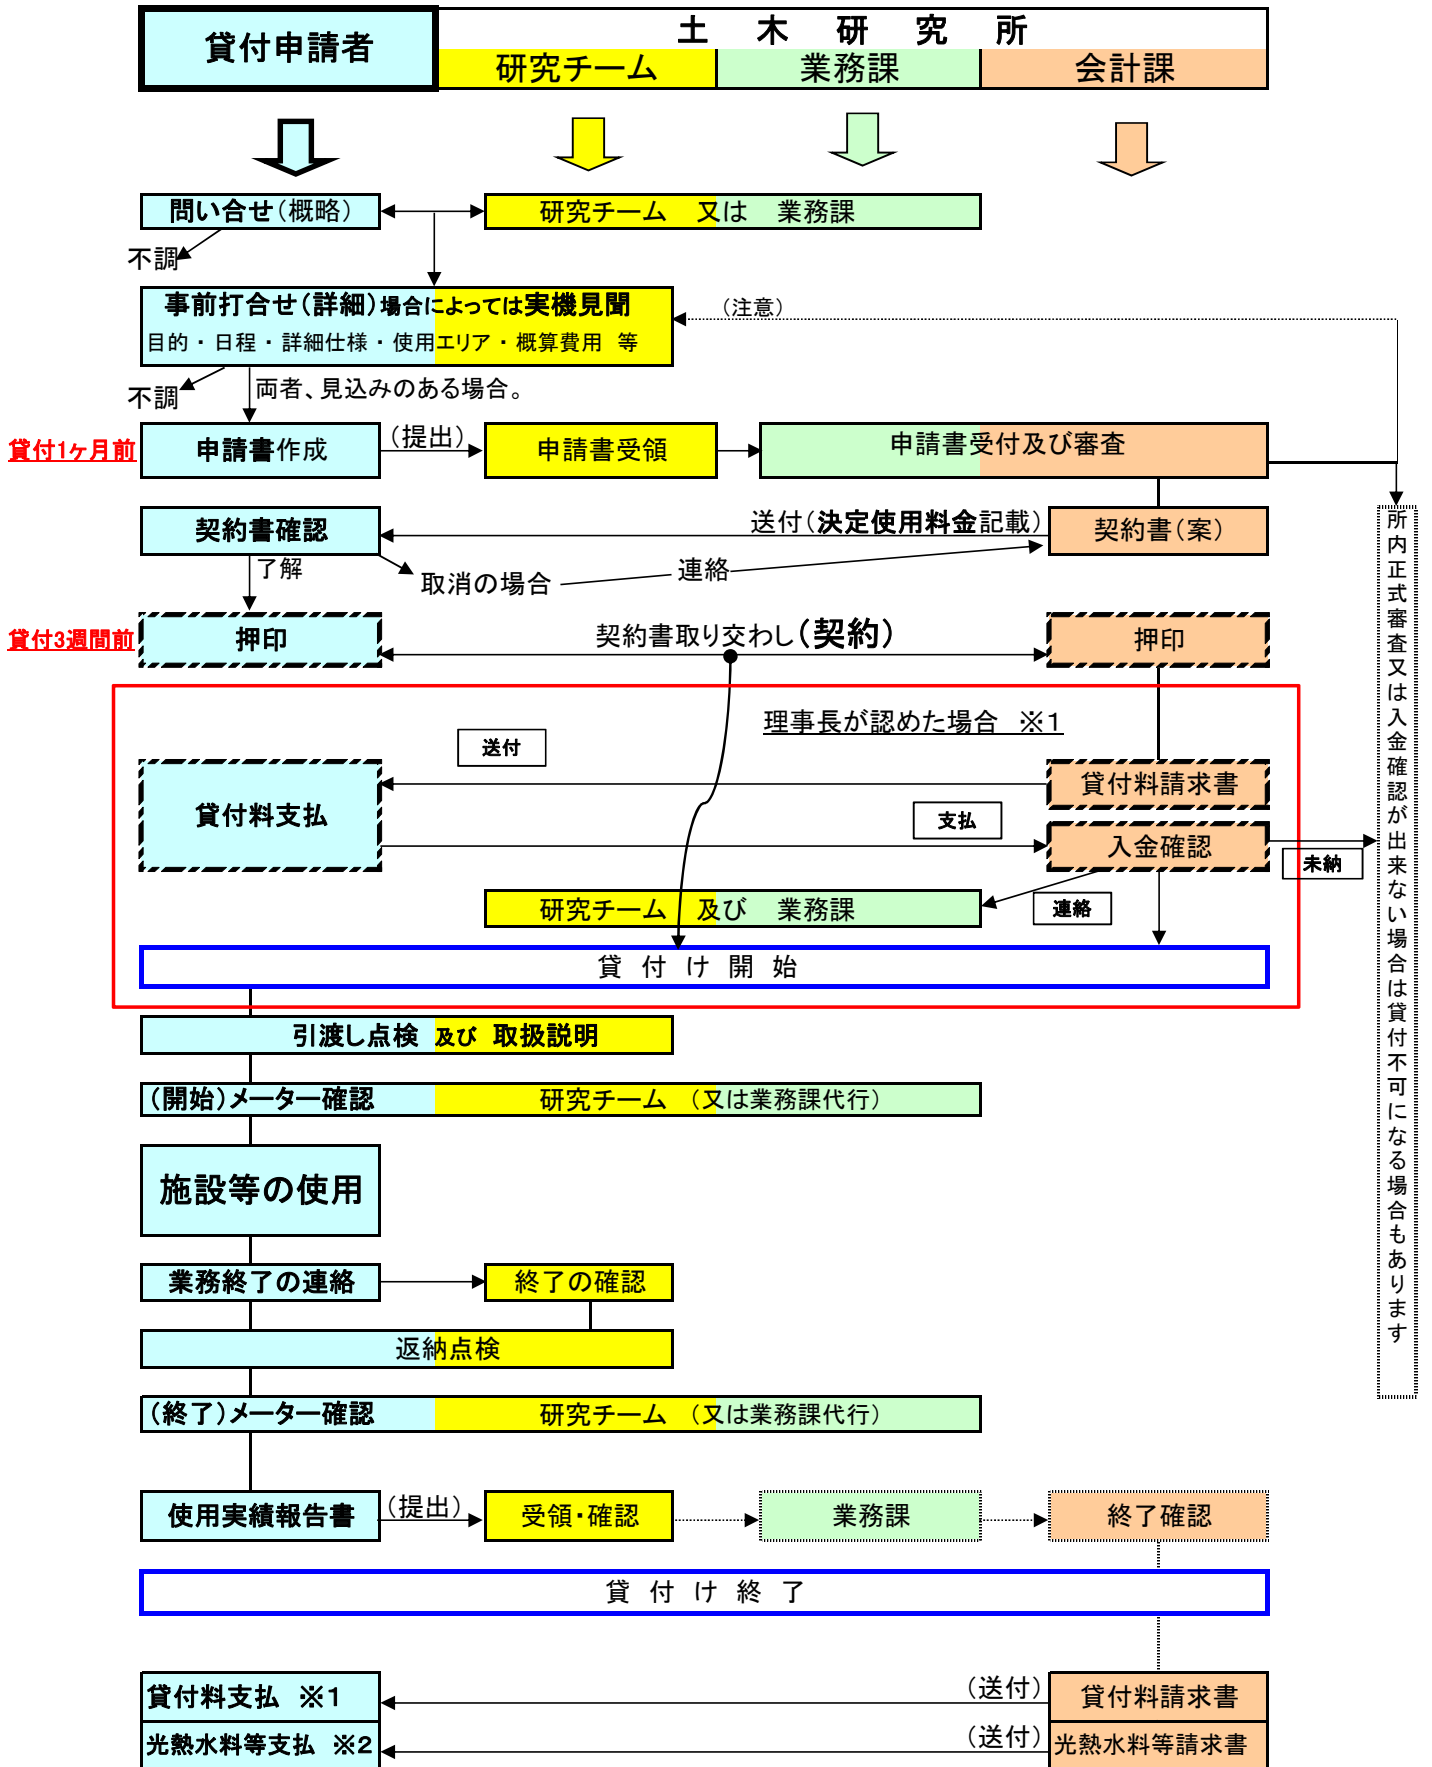 貸付申請者
土木研究所
研究チーム
業務課
会計課
問い合せ(概略)
研究チーム 又は 業務課
不調
事前打合せ(詳細)場合によっては実機見聞
目的・日程・詳細仕様・使用エリア・概算費用 等
(注意)
不調
両者、見込みのある場合。
貸付1ヶ月前
申請書作成
(提出)
申請書受領
申請書受付及び審査
契約書確認
送付(決定使用料金記載)
契約書(案)
了解
取消の場合
連絡
貸付3週間前
押印
契約書取り交わし(契約)
押印
理事長が認めた場合 ※1
送付
貸付料支払
貸付料請求書
支払
入金確認
未納
研究チーム 及び 業務課
連絡
貸付け開始
所内正式審査又は入金確認が出来ない場合は貸付不可になる場合もあります
引渡し点検 及び 取扱説明
(開始)メーター確認
研究チーム (又は業務課代行)
施設等の使用
業務終了の連絡
終了の確認
返納点検
(終了)メーター確認
研究チーム (又は業務課代行)
使用実績報告書
(提出)
受領・確認
業務課
終了確認
貸付け終了
貸付料支払 ※1
(送付)
貸付料請求書
光熱水料等支払 ※2
(送付)
光熱水料等請求書